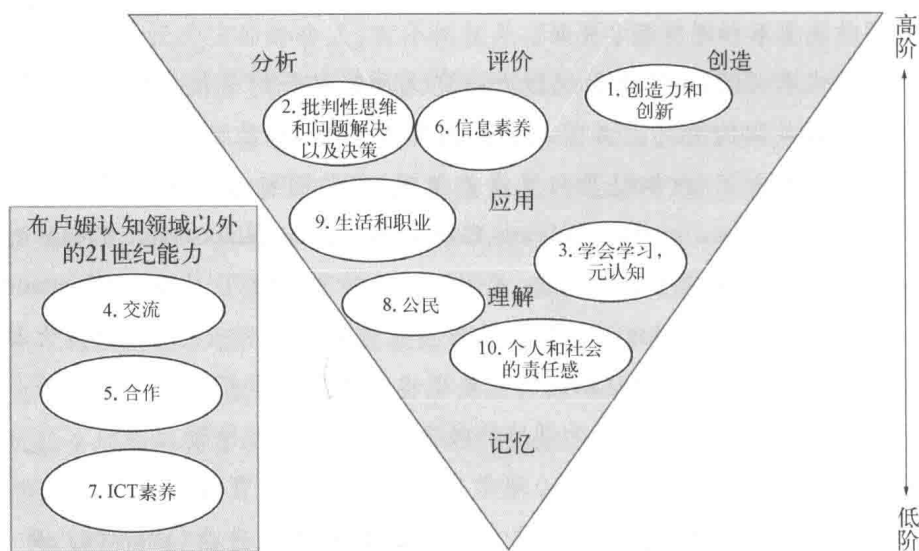 高
阶
分析
评价
创造
1. 创造力和
创新
2. 批判性思维
和问题解决
以及决策
6. 信息素养
应用
9. 生活和职业
3. 学会学习，
元认知
理解
8. 公民
10. 个人和社会
的责任感
记忆
布卢姆认知领域以外
的21世纪能力
4. 交流
5. 合作
7. ICT素养
低
阶